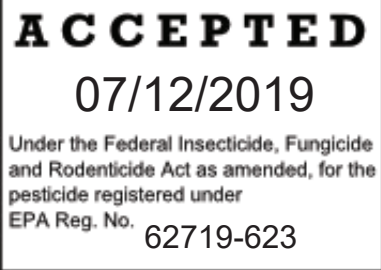 ACCEPTED
07/12/2019
Under the Federal Insecticide, Fungicide
and Rodenticide Act as amended, for the
pesticide registered under
EPA Reg. No. 62719-623